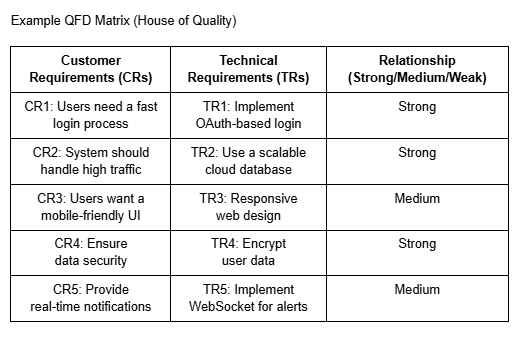 Example QFD Matrix (House of Quality)
Customer
Requirements (CRs)
Technical
Requirements (TRs)
Relationship
(Strong/Medium/Weak)
CR1: Users need a fast
login process
TR1: Implement
OAuth-based login
Strong
CR2: System should
handle high traffic
TR2: Use a scalable
cloud database
Strong
CR3: Users want a
mobile-friendly UI
TR3: Responsive
web design
Medium
CR4: Ensure
data security
TR4: Encrypt
user data
Strong
CR5: Provide
real-time notifications
TR5: Implement
WebSocket for alerts
Medium